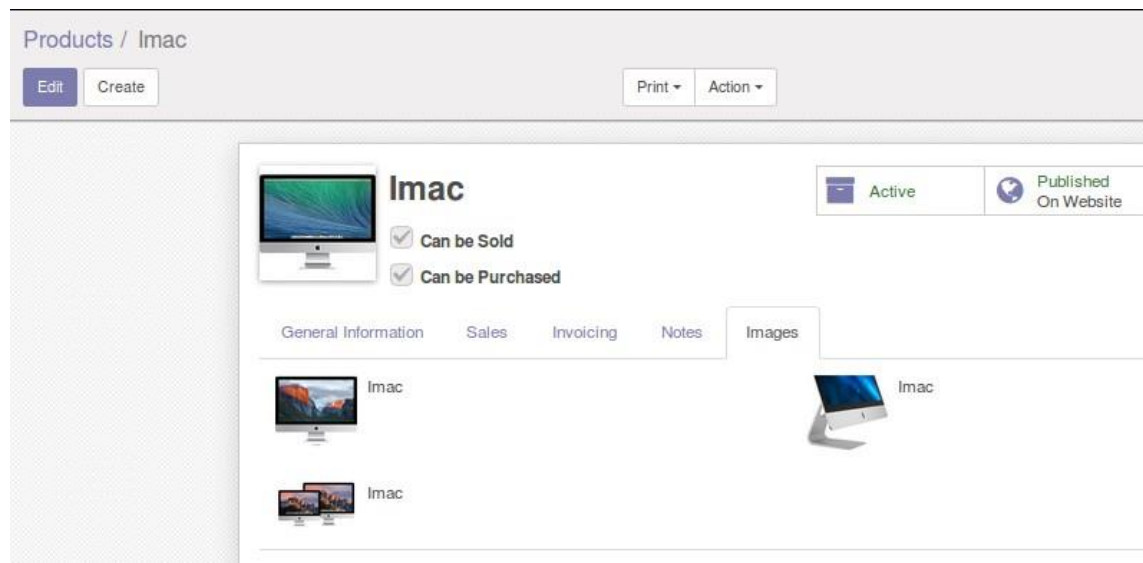 Products / Imac
Edit Create Print Action
Imac
Active
Published
On Website
Can be Sold
Can be Purchased
General Information Sales Invoicing Notes Images
Imac Imac
Imac